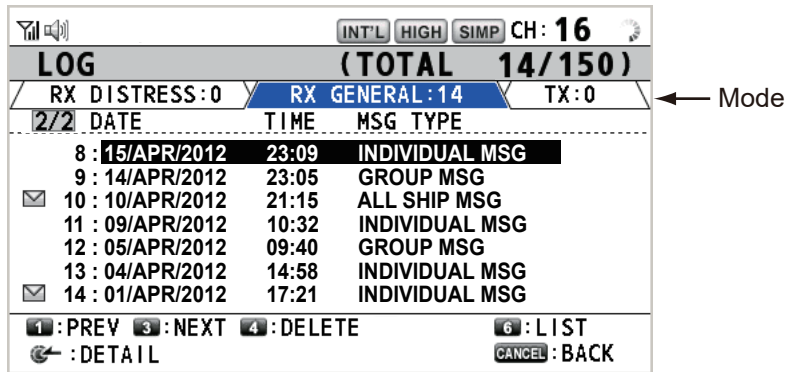 INT'L HIGH SIMP CH: 16
LOG (TOTAL 14/150)
RX DISTRESS:0 RX GENERAL:14 TX:0
Mode
2/2 DATE TIME MSG TYPE
8 : 15/APR/2012 23:09 INDIVIDUAL MSG
9 : 14/APR/2012 23:05 GROUP MSG
10 : 10/APR/2012 21:15 ALL SHIP MSG
11 : 09/APR/2012 10:32 INDIVIDUAL MSG
12 : 05/APR/2012 09:40 GROUP MSG
13 : 04/APR/2012 14:58 INDIVIDUAL MSG
14 : 01/APR/2012 17:21 INDIVIDUAL MSG
1 :PREV 3 :NEXT 4 :DELETE 6 :LIST
:DETAIL CANCEL :BACK